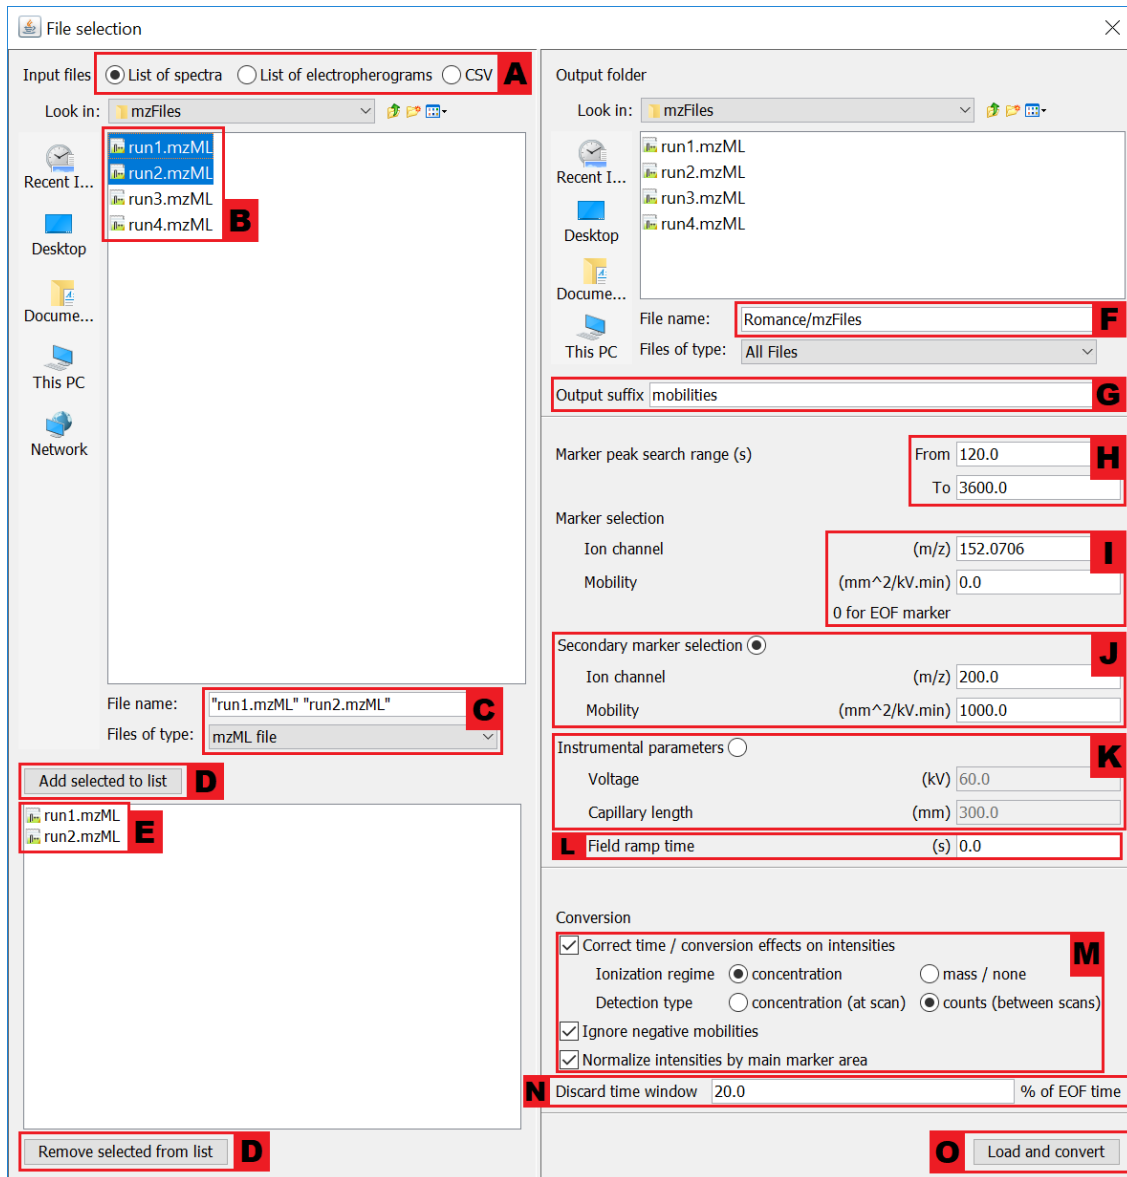 File selection
Input files List of spectra List of electropherograms CSV A
Look in: mzFiles
run1.mzML
run2.mzML
run3.mzML
run4.mzML
B
Recent I...
Desktop
Docume...
This PC
Network
File name: "run1.mzML" "run2.mzML" C
Files of type: mzML file
Add selected to list D
run1.mzML
run2.mzML
E
Remove selected from list D
Output folder
Look in: mzFiles
run1.mzML
run2.mzML
run3.mzML
run4.mzML
Recent I...
Desktop
Docume...
This PC
File name: Romance/mzFiles F
Files of type: All Files
Output suffix mobilities G
Marker peak search range (s) From 120.0 H
To 3600.0
Marker selection
Ion channel (m/z) 152.0706 I
Mobility (mm^2/kV.min) 0.0
0 for EOF marker
Secondary marker selection J
Ion channel (m/z) 200.0
Mobility (mm^2/kV.min) 1000.0
Instrumental parameters K
Voltage (kV) 60.0
Capillary length (mm) 300.0
L Field ramp time (s) 0.0
Conversion
Correct time / conversion effects on intensities M
Ionization regime concentration mass / none
Detection type concentration (at scan) counts (between scans)
Ignore negative mobilities
Normalize intensities by main marker area
N Discard time window 20.0 % of EOF time
O Load and convert